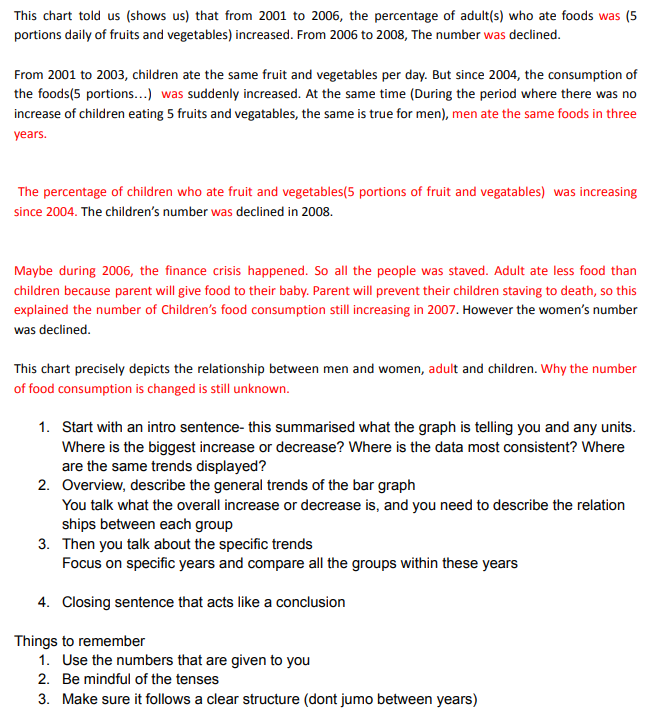 This chart told us (shows us) that from 2001 to 2006, the percentage of adult(s) who ate foods was (5
portions daily of fruits and vegetables) increased. From 2006 to 2008, The number was declined.
From 2001 to 2003, children ate the same fruit and vegetables per day. But since 2004, the consumption of
the foods(5 portions...) was suddenly increased. At the same time (During the period where there was no
increase of children eating 5 fruits and vegatables, the same is true for men), men ate the same foods in three
years.
The percentage of children who ate fruit and vegetables(5 portions of fruit and vegatables) was increasing
since 2004. The children's number was declined in 2008.
Maybe during 2006, the finance crisis happened. So all the people was staved. Adult ate less food than
children because parent will give food to their baby. Parent will prevent their children staving to death, so this
explained the number of Children's food consumption still increasing in 2007. However the women's number
was declined.
This chart precisely depicts the relationship between men and women, adult and children. Why the number
of food consumption is changed is still unknown.
1. Start with an intro sentence- this summarised what the graph is telling you and any units.
Where is the biggest increase or decrease? Where is the data most consistent? Where
are the same trends displayed?
2. Overview, describe the general trends of the bar graph
You talk what the overall increase or decrease is, and you need to describe the relation
ships between each group
3. Then you talk about the specific trends
Focus on specific years and compare all the groups within these years
4. Closing sentence that acts like a conclusion
Things to remember
1. Use the numbers that are given to you
2. Be mindful of the tenses
3. Make sure it follows a clear structure (dont jumo between years)